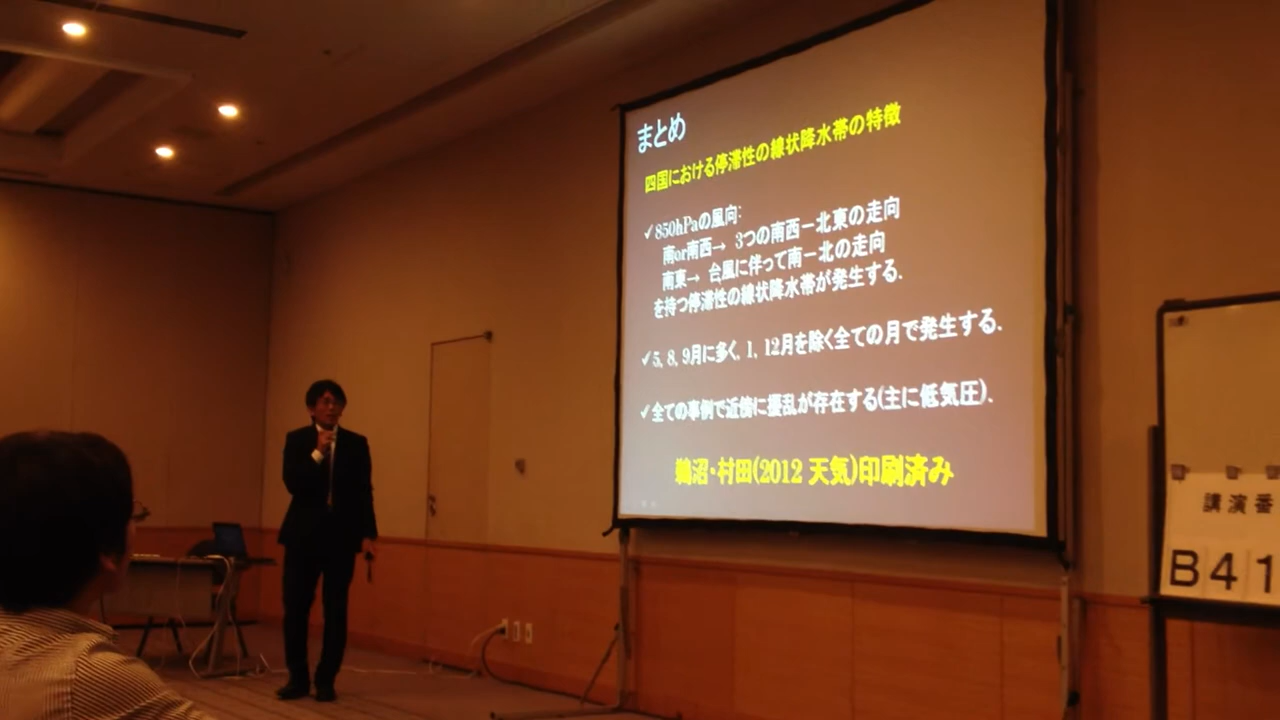 まとめ
四国における停滞性の線状降水帯の特徴
✓850hPaの風向:
南or南西→ 3つの南西－北東の走向
南東→ 台風に伴って南－北の走向
を持つ停滞性の線状降水帯が発生する.
✓5, 8, 9月に多く, 1, 12月を除く全ての月で発生する.
✓全ての事例で近傍に擾乱が存在する(主に低気圧).
鵜沼・村田(2012 天気)印刷済み
講演番
B41